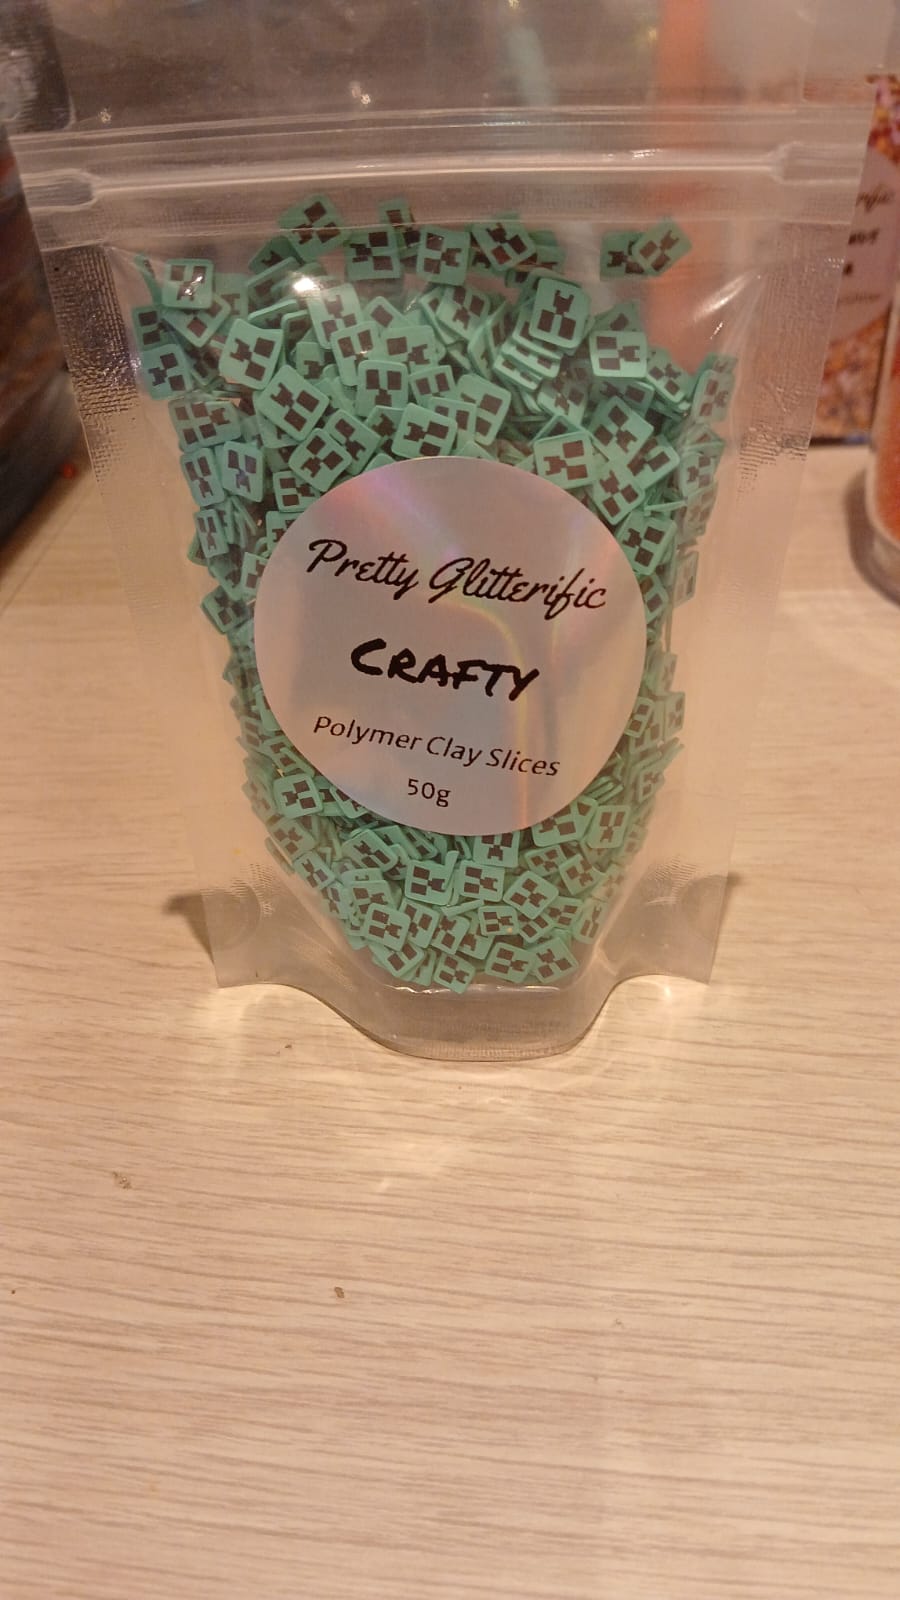 Pretty Glitterific
CRAFTY
Polymer Clay Slices
50g